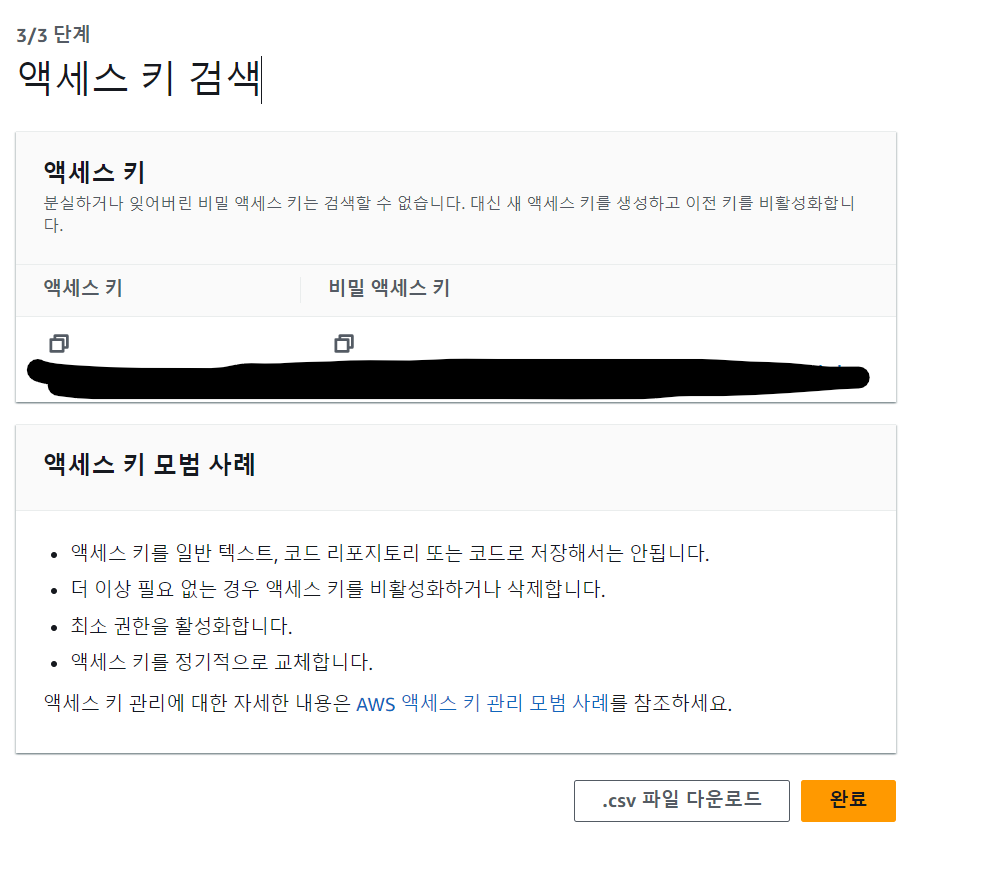 3/3 단계
액세스 키 검색
액세스 키
분실하거나 잊어버린 비밀 액세스 키는 검색할 수 없습니다. 대신 새 액세스 키를 생성하고 이전 키를 비활성화합니
다.
액세스 키 비밀 액세스 키
액세스 키 모범 사례
• 액세스 키를 일반 텍스트, 코드 리포지토리 또는 코드로 저장해서는 안됩니다.
• 더 이상 필요 없는 경우 액세스 키를 비활성화하거나 삭제합니다.
• 최소 권한을 활성화합니다.
• 액세스 키를 정기적으로 교체합니다.
액세스 키 관리에 대한 자세한 내용은 AWS 액세스 키 관리 모범 사례를 참조하세요.
.csv 파일 다운로드 완료